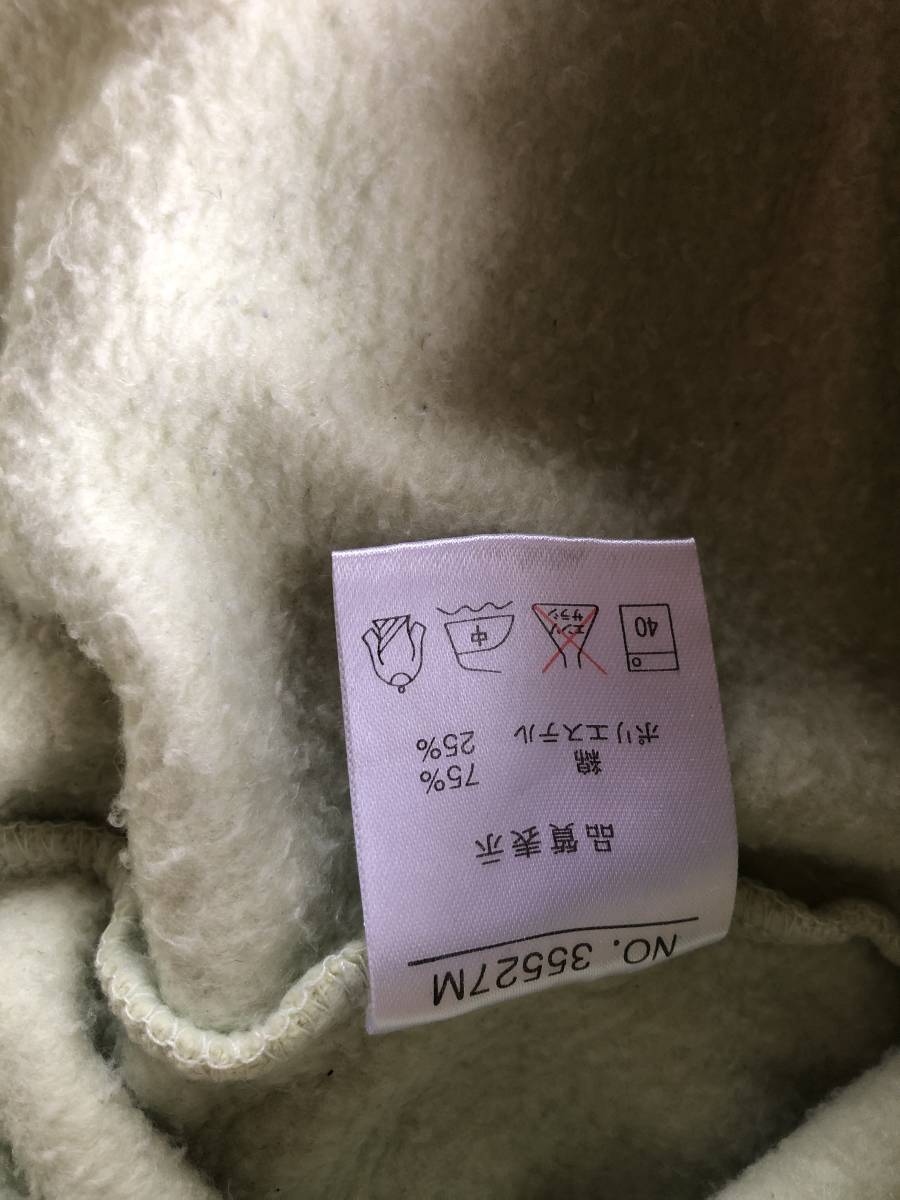 NO. 35527M
品質表示
綿 75%
ポリエステル 25%
40
エンソ
サラシ
中